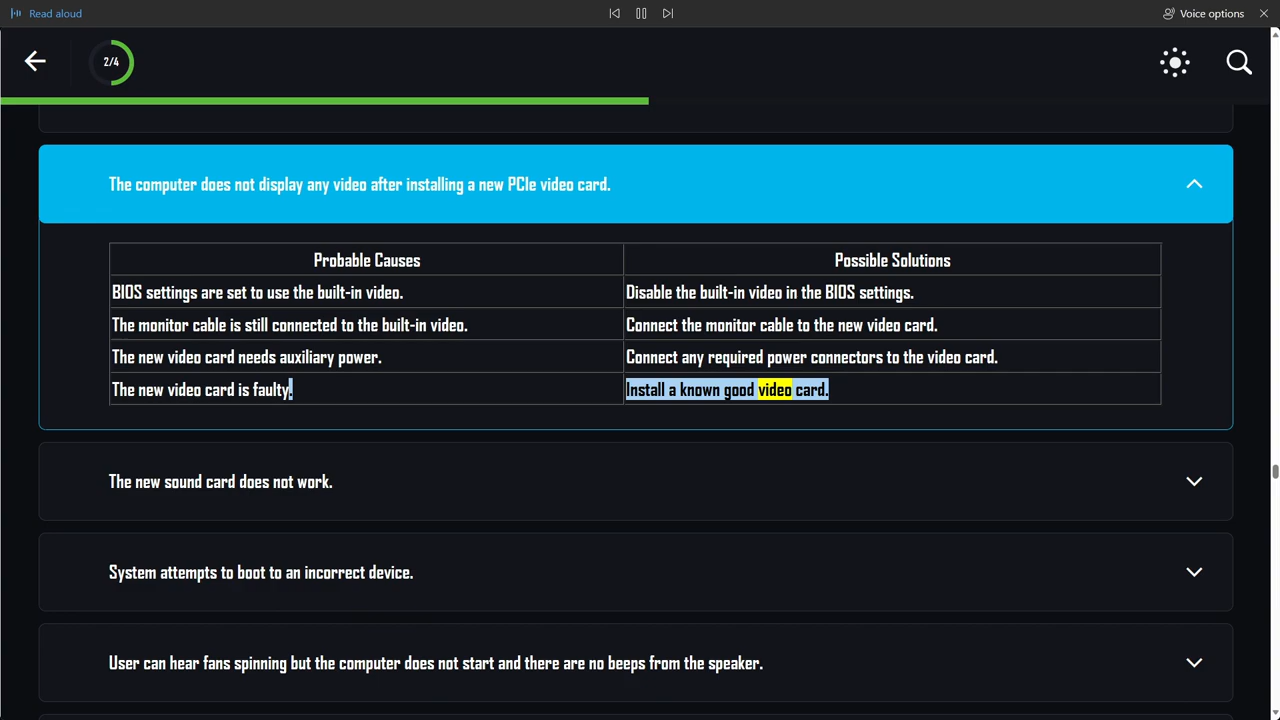 Read aloud
Voice options
2/4
The computer does not display any video after installing a new PCIe video card.
Probable Causes
Possible Solutions
BIOS settings are set to use the built-in video.
Disable the built-in video in the BIOS settings.
The monitor cable is still connected to the built-in video.
Connect the monitor cable to the new video card.
The new video card needs auxiliary power.
Connect any required power connectors to the video card.
The new video card is faulty.
Install a known good video card.
The new sound card does not work.
System attempts to boot to an incorrect device.
User can hear fans spinning but the computer does not start and there are no beeps from the speaker.